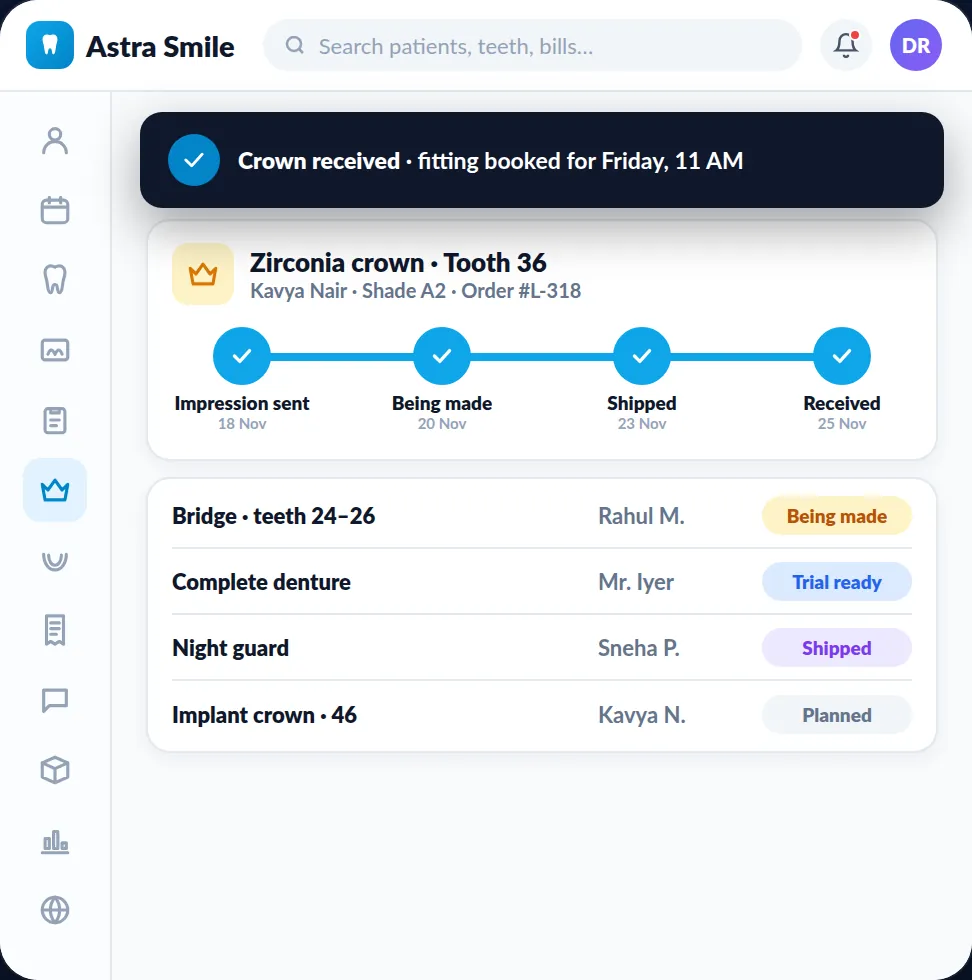 Astra Smile
Search patients, teeth, bills...
DR
Crown received · fitting booked for Friday, 11 AM
Zirconia crown · Tooth 36
Kavya Nair · Shade A2 · Order #L-318
Impression sent
18 Nov
Being made
20 Nov
Shipped
23 Nov
Received
25 Nov
Bridge · teeth 24–26 Rahul M. Being made
Complete denture Mr. Iyer Trial ready
Night guard Sneha P. Shipped
Implant crown · 46 Kavya N. Planned